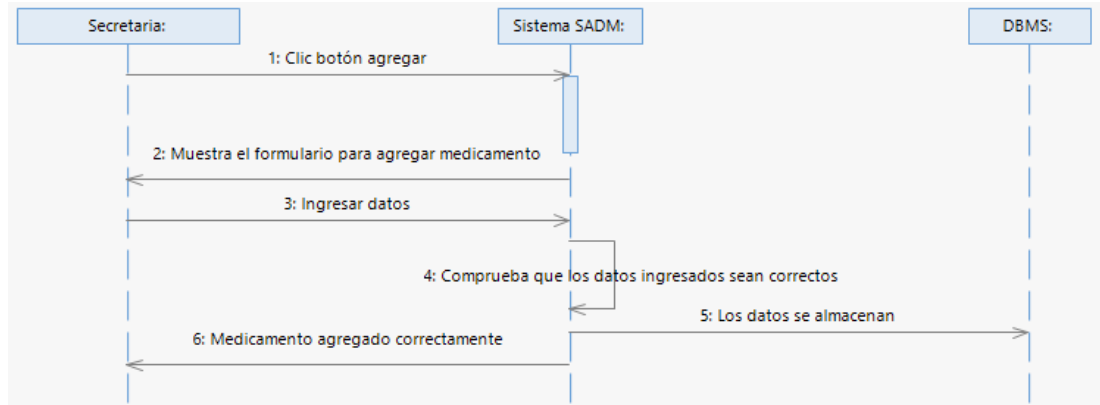 Secretaria:
Sistema SADM:
DBMS:
1: Clic botón agregar
2: Muestra el formulario para agregar medicamento
3: Ingresar datos
4: Comprueba que los datos ingresados sean correctos
5: Los datos se almacenan
6: Medicamento agregado correctamente